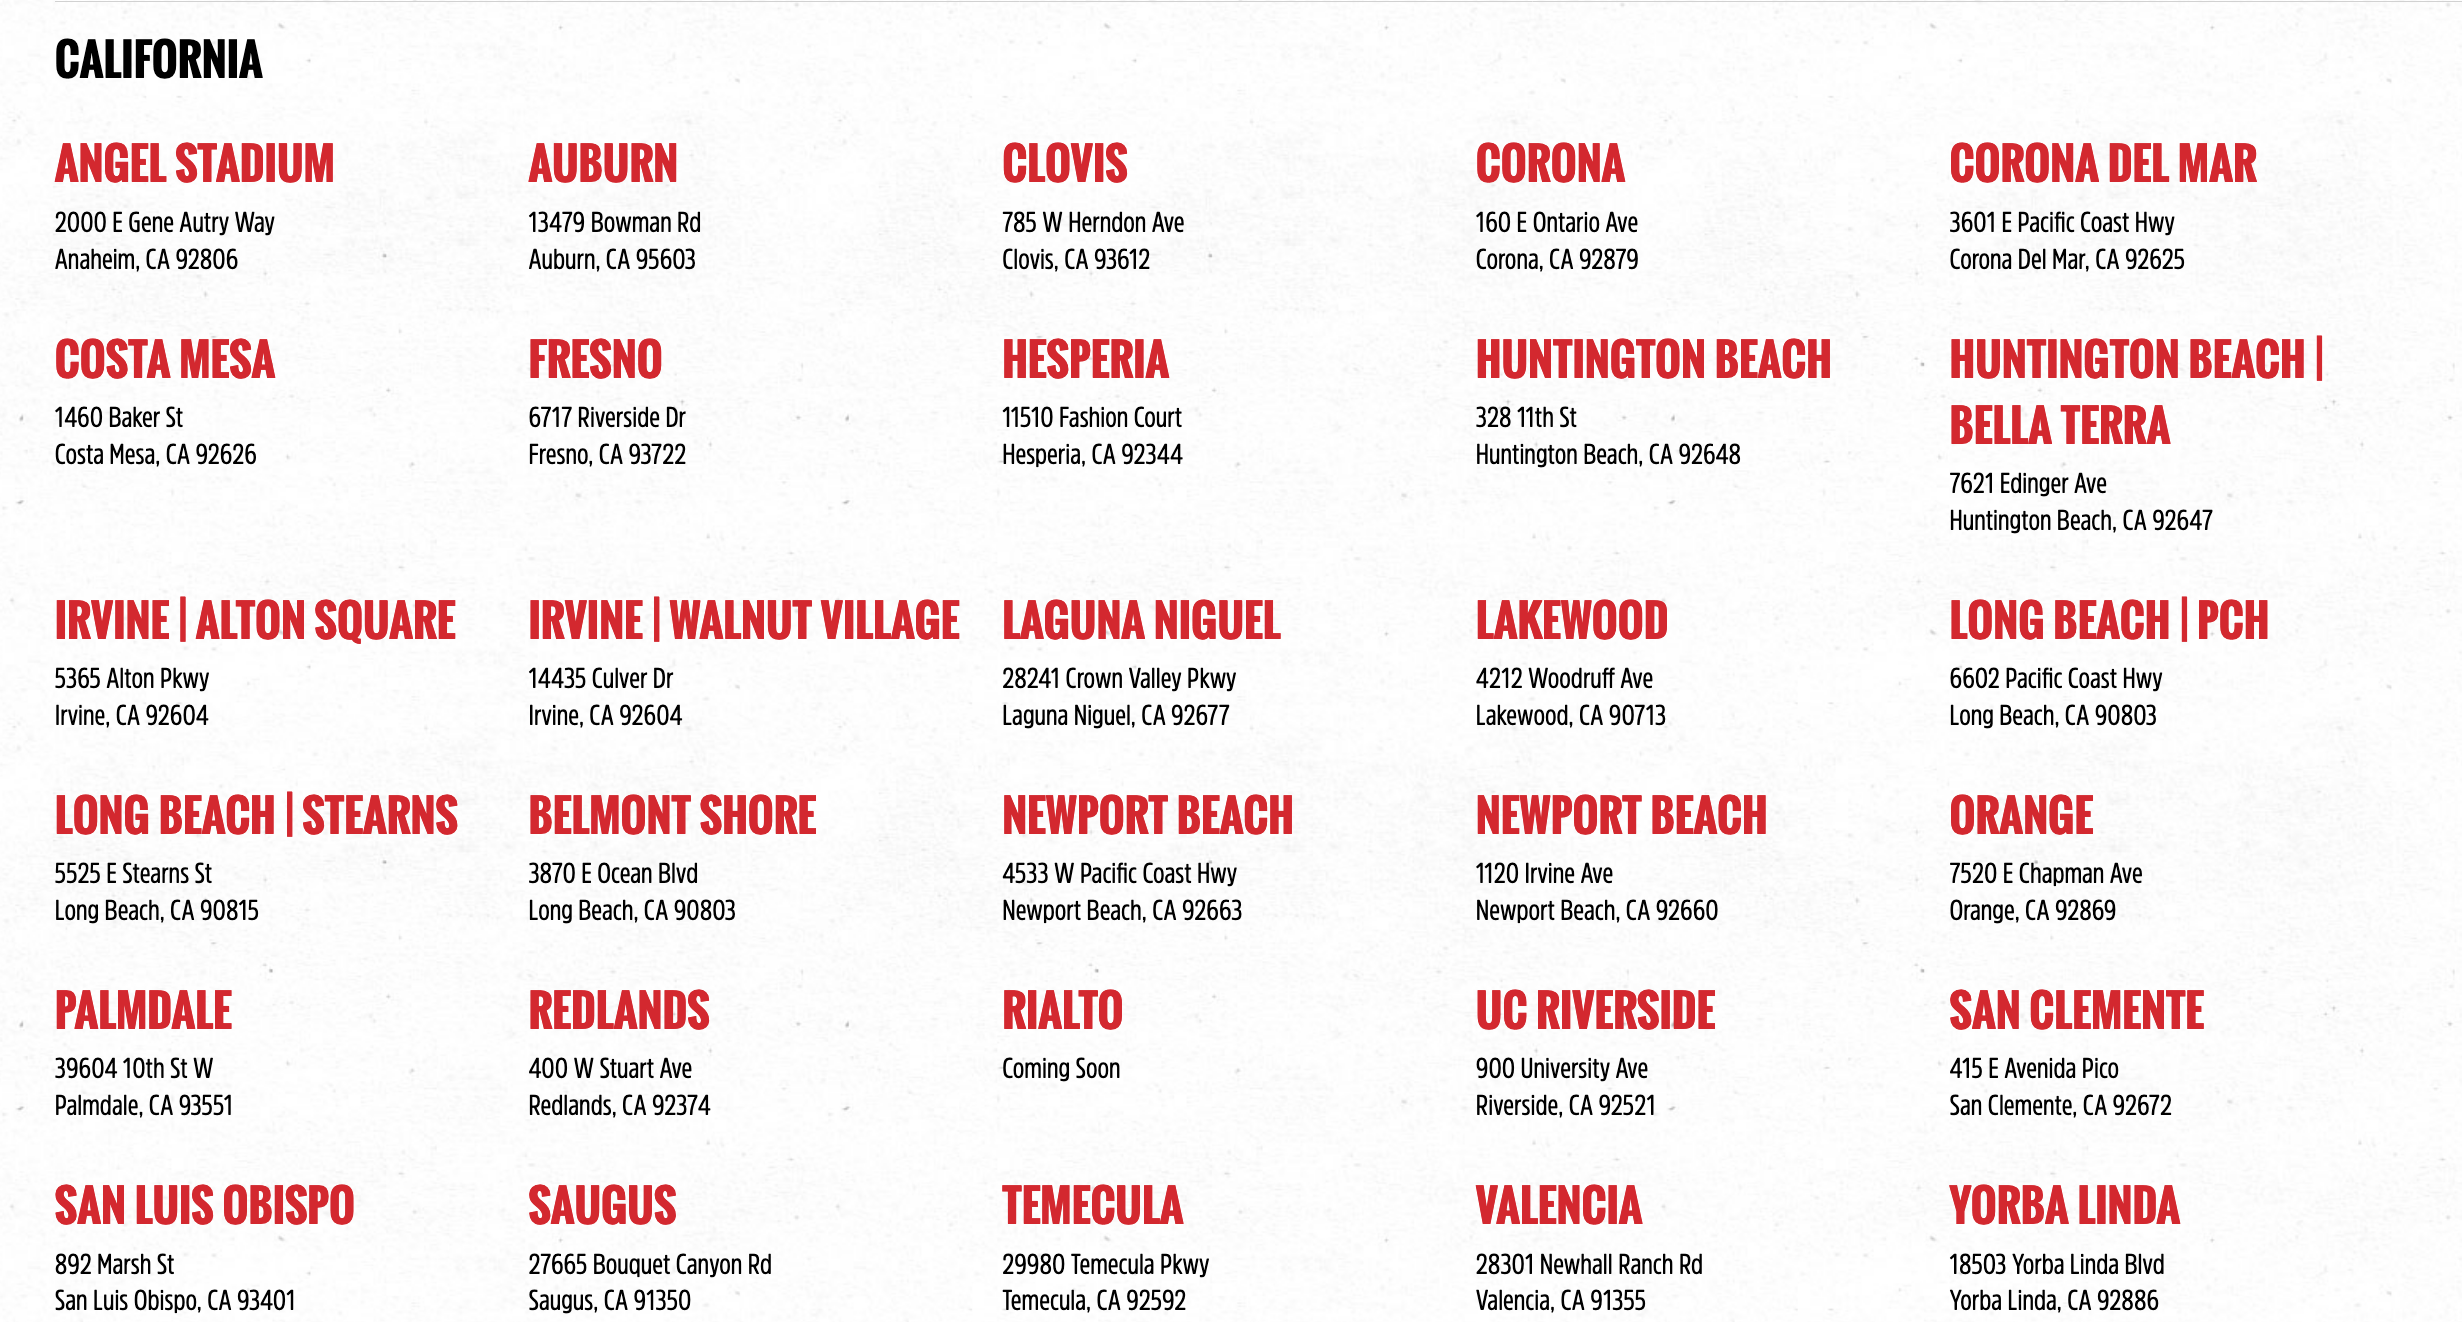 CALIFORNIA
ANGEL STADIUM
2000 E Gene Autry Way
Anaheim, CA 92806
AUBURN
13479 Bowman Rd
Auburn, CA 95603
CLOVIS
785 W Herndon Ave
Clovis, CA 93612
CORONA
160 E Ontario Ave
Corona, CA 92879
CORONA DEL MAR
3601 E Pacific Coast Hwy
Corona Del Mar, CA 92625
COSTA MESA
1460 Baker St
Costa Mesa, CA 92626
FRESNO
6717 Riverside Dr
Fresno, CA 93722
HESPERIA
11510 Fashion Court
Hesperia, CA 92344
HUNTINGTON BEACH
328 11th St
Huntington Beach, CA 92648
HUNTINGTON BEACH |
BELLA TERRA
7621 Edinger Ave
Huntington Beach, CA 92647
IRVINE | ALTON SQUARE
5365 Alton Pkwy
Irvine, CA 92604
IRVINE | WALNUT VILLAGE
14435 Culver Dr
Irvine, CA 92604
LAGUNA NIGUEL
28241 Crown Valley Pkwy
Laguna Niguel, CA 92677
LAKEWOOD
4212 Woodruff Ave
Lakewood, CA 90713
LONG BEACH | PCH
6602 Pacific Coast Hwy
Long Beach, CA 90803
LONG BEACH | STEARNS
5525 E Stearns St
Long Beach, CA 90815
BELMONT SHORE
3870 E Ocean Blvd
Long Beach, CA 90803
NEWPORT BEACH
4533 W Pacific Coast Hwy
Newport Beach, CA 92663
NEWPORT BEACH
1120 Irvine Ave
Newport Beach, CA 92660
ORANGE
7520 E Chapman Ave
Orange, CA 92869
PALMDALE
39604 10th St W
Palmdale, CA 93551
REDLANDS
400 W Stuart Ave
Redlands, CA 92374
RIALTO
Coming Soon
UC RIVERSIDE
900 University Ave
Riverside, CA 92521
SAN CLEMENTE
415 E Avenida Pico
San Clemente, CA 92672
SAN LUIS OBISPO
892 Marsh St
San Luis Obispo, CA 93401
SAUGUS
27665 Bouquet Canyon Rd
Saugus, CA 91350
TEMECULA
29980 Temecula Pkwy
Temecula, CA 92592
VALENCIA
28301 Newhall Ranch Rd
Valencia, CA 91355
YORBA LINDA
18503 Yorba Linda Blvd
Yorba Linda, CA 92886